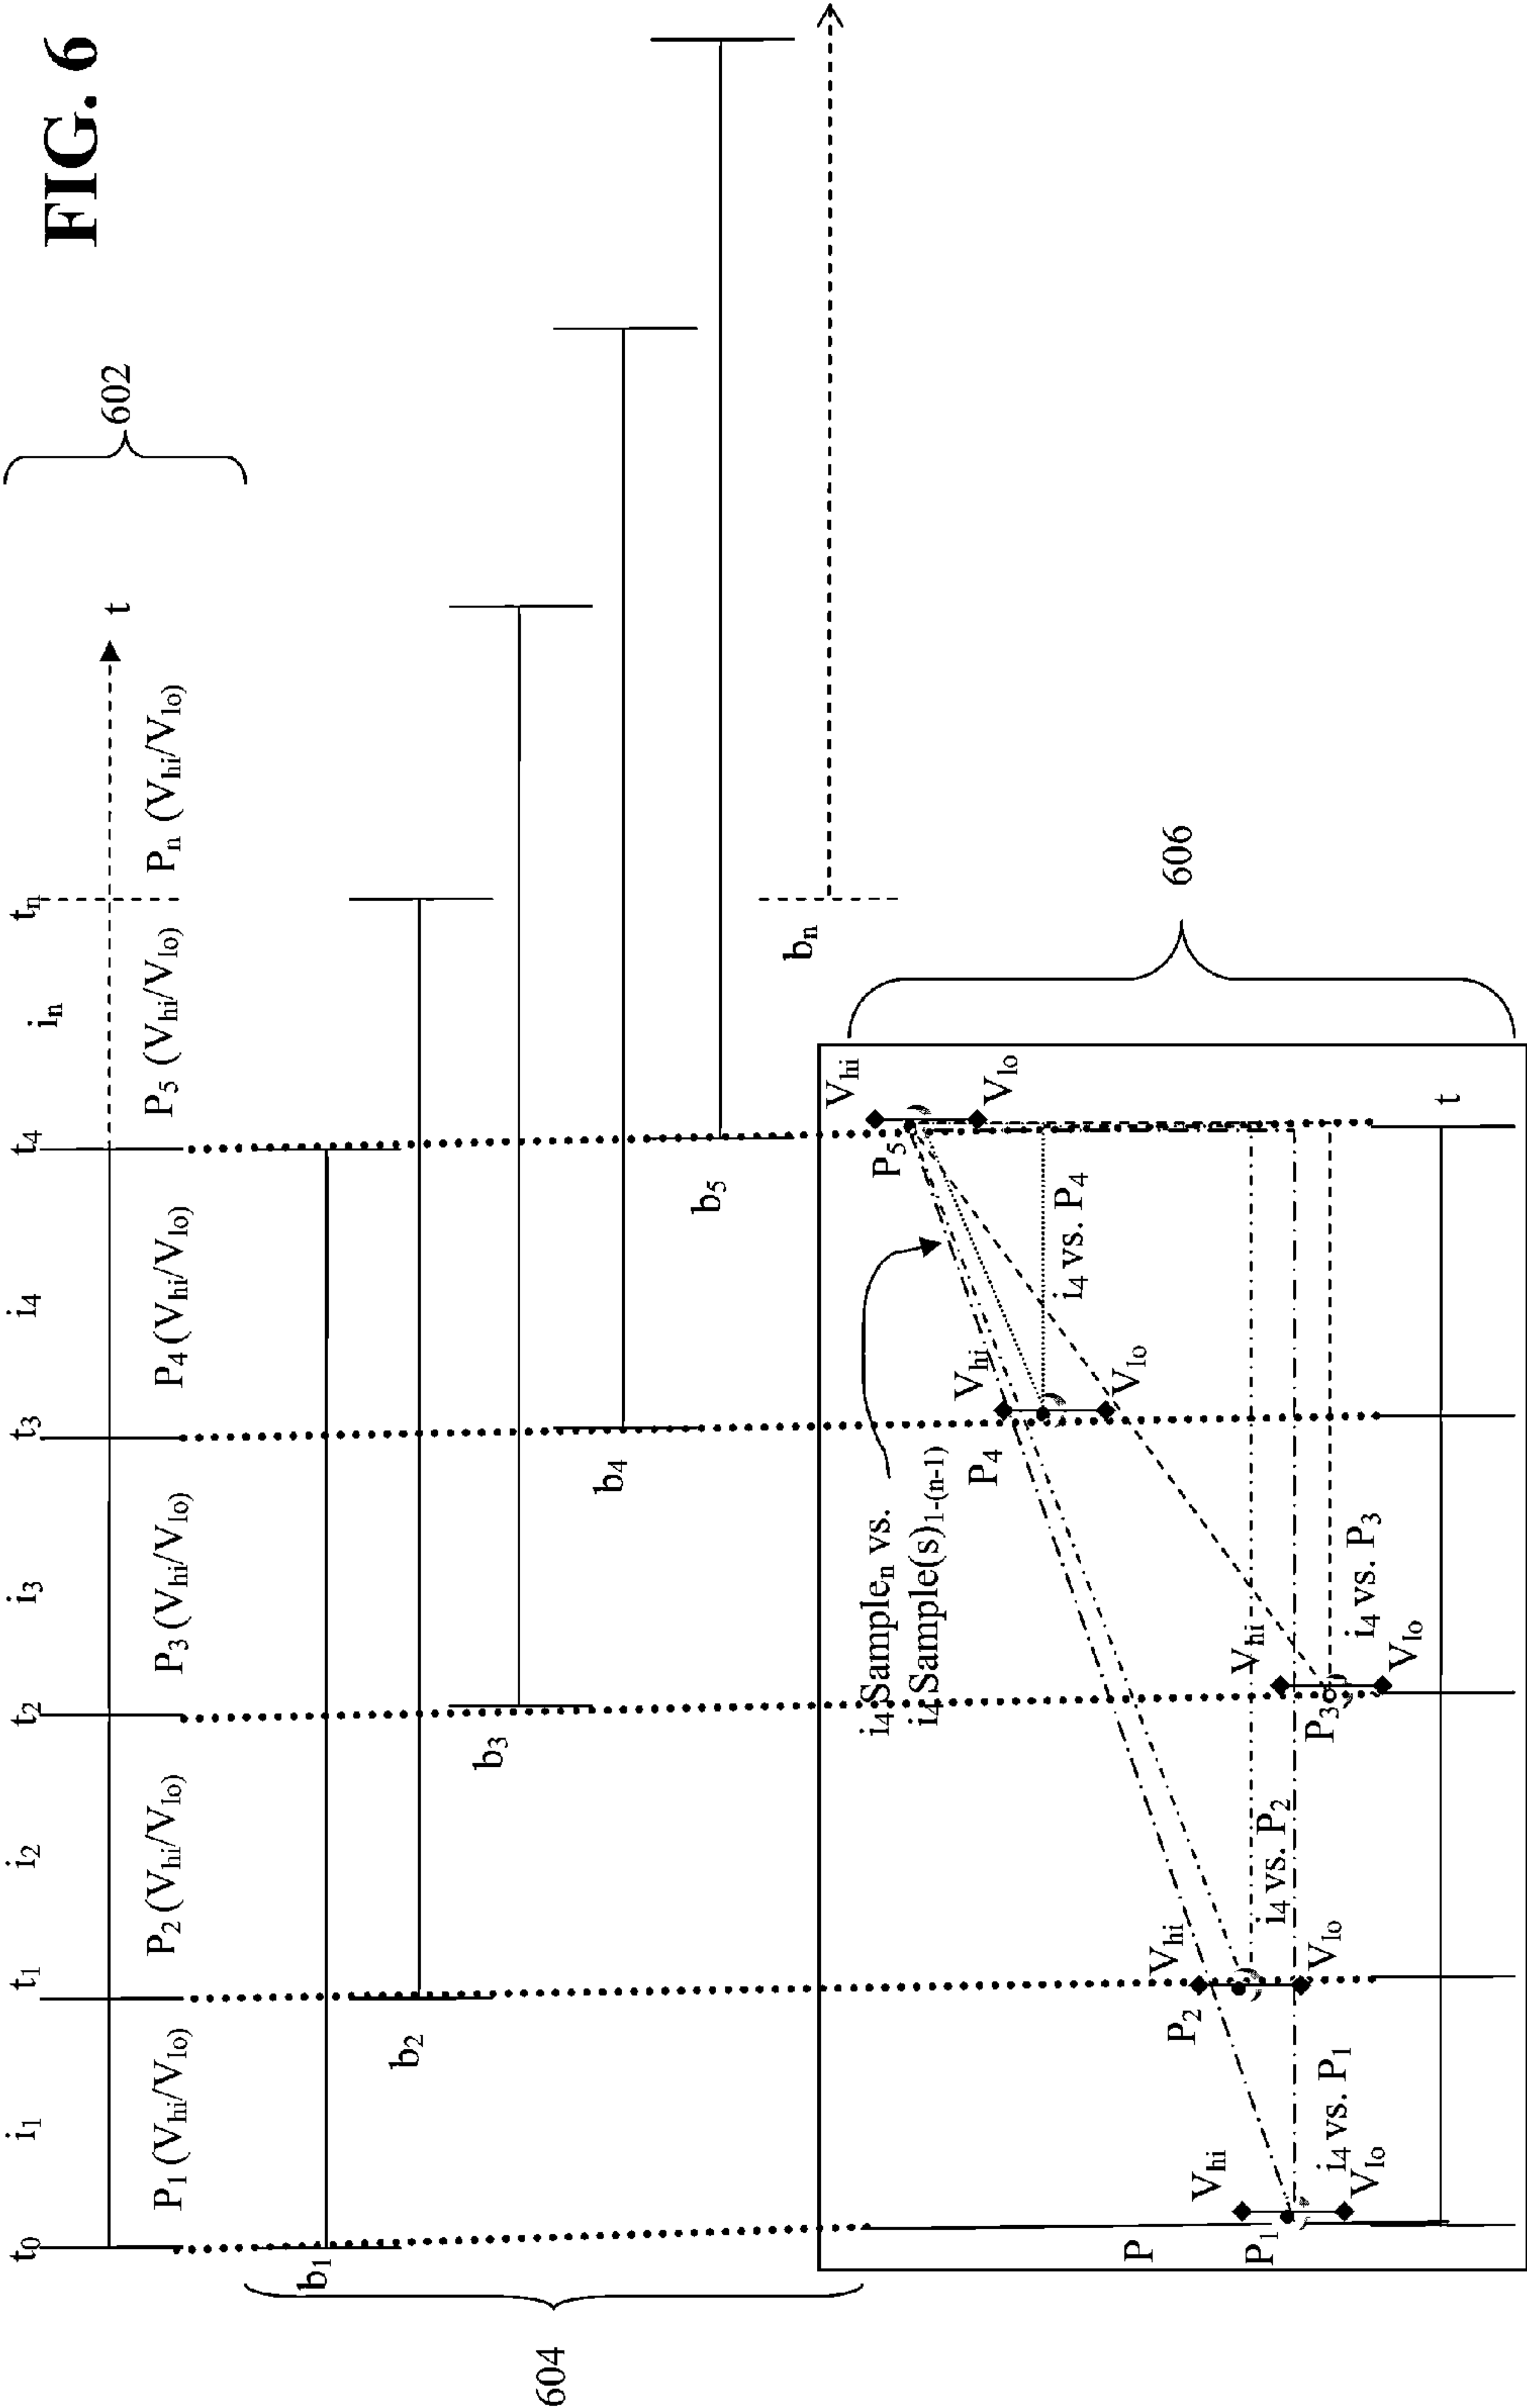 FIG. 6
602
t₀ i₁ t₁ i₂ t₂ i₃ t₃ i₄ t₄ iₙ tₙ
t
P₁ (Vhi/Vlo) P₂ (Vhi/Vlo) P₃ (Vhi/Vlo) P₄ (Vhi/Vlo) P₅ (Vhi/Vlo) Pₙ (Vhi/Vlo)
604
b₁
b₂
b₃
b₄
b₅
bₙ
606
Vhi
P₅
Vlo
i₄Sampleₙ vs.
i₄Sample(s)₁₋₍ₙ₋₁₎
Vhi
P₄
Vlo
i₄ vs. P₄
P
Vhi
P₂
Vlo
i₄ vs. P₂
Vhi
P₃
Vlo
i₄ vs. P₃
Vhi
P₁
Vlo
i₄ vs. P₁
t